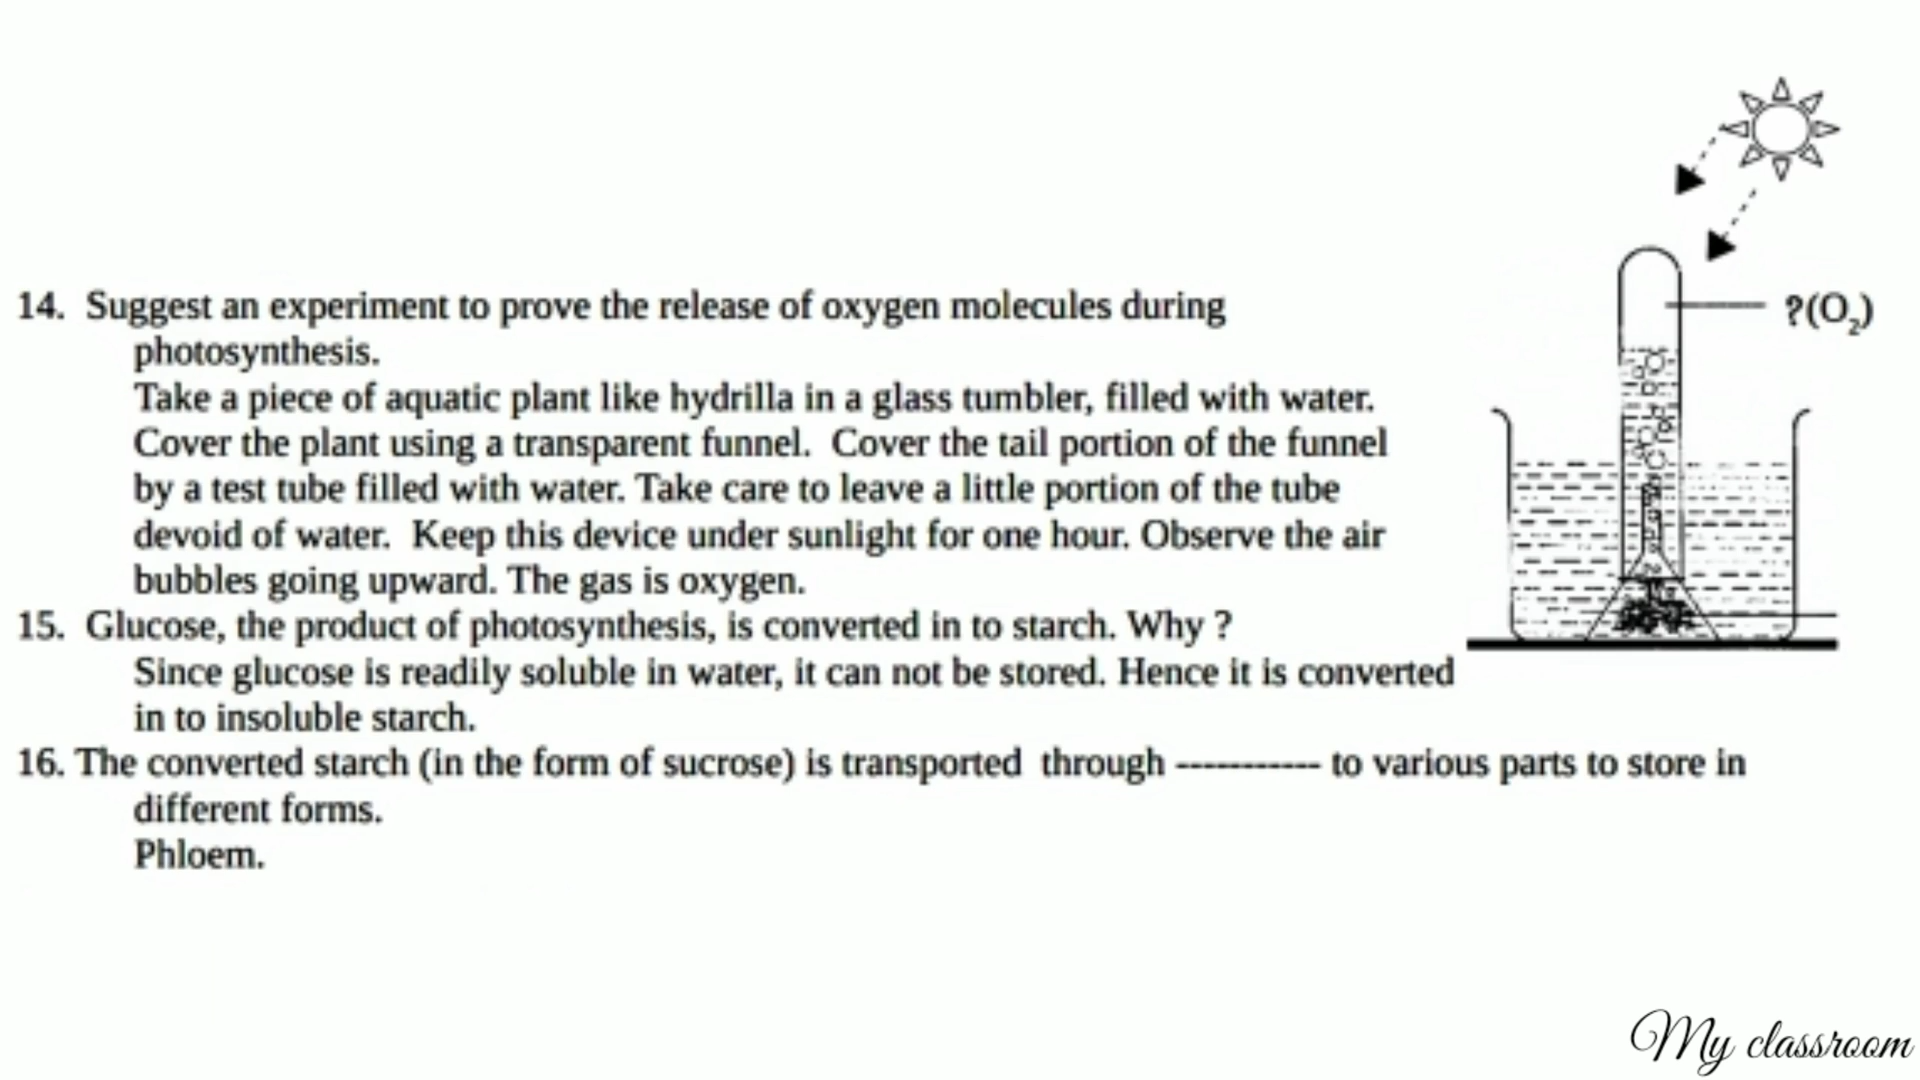 14. Suggest an experiment to prove the release of oxygen molecules during
photosynthesis.
Take a piece of aquatic plant like hydrilla in a glass tumbler, filled with water.
Cover the plant using a transparent funnel. Cover the tail portion of the funnel
by a test tube filled with water. Take care to leave a little portion of the tube
devoid of water. Keep this device under sunlight for one hour. Observe the air
bubbles going upward. The gas is oxygen.
?(O₂)
15. Glucose, the product of photosynthesis, is converted in to starch. Why ?
Since glucose is readily soluble in water, it can not be stored. Hence it is converted
in to insoluble starch.
16. The converted starch (in the form of sucrose) is transported through ----------- to various parts to store in
different forms.
Phloem.
My classroom